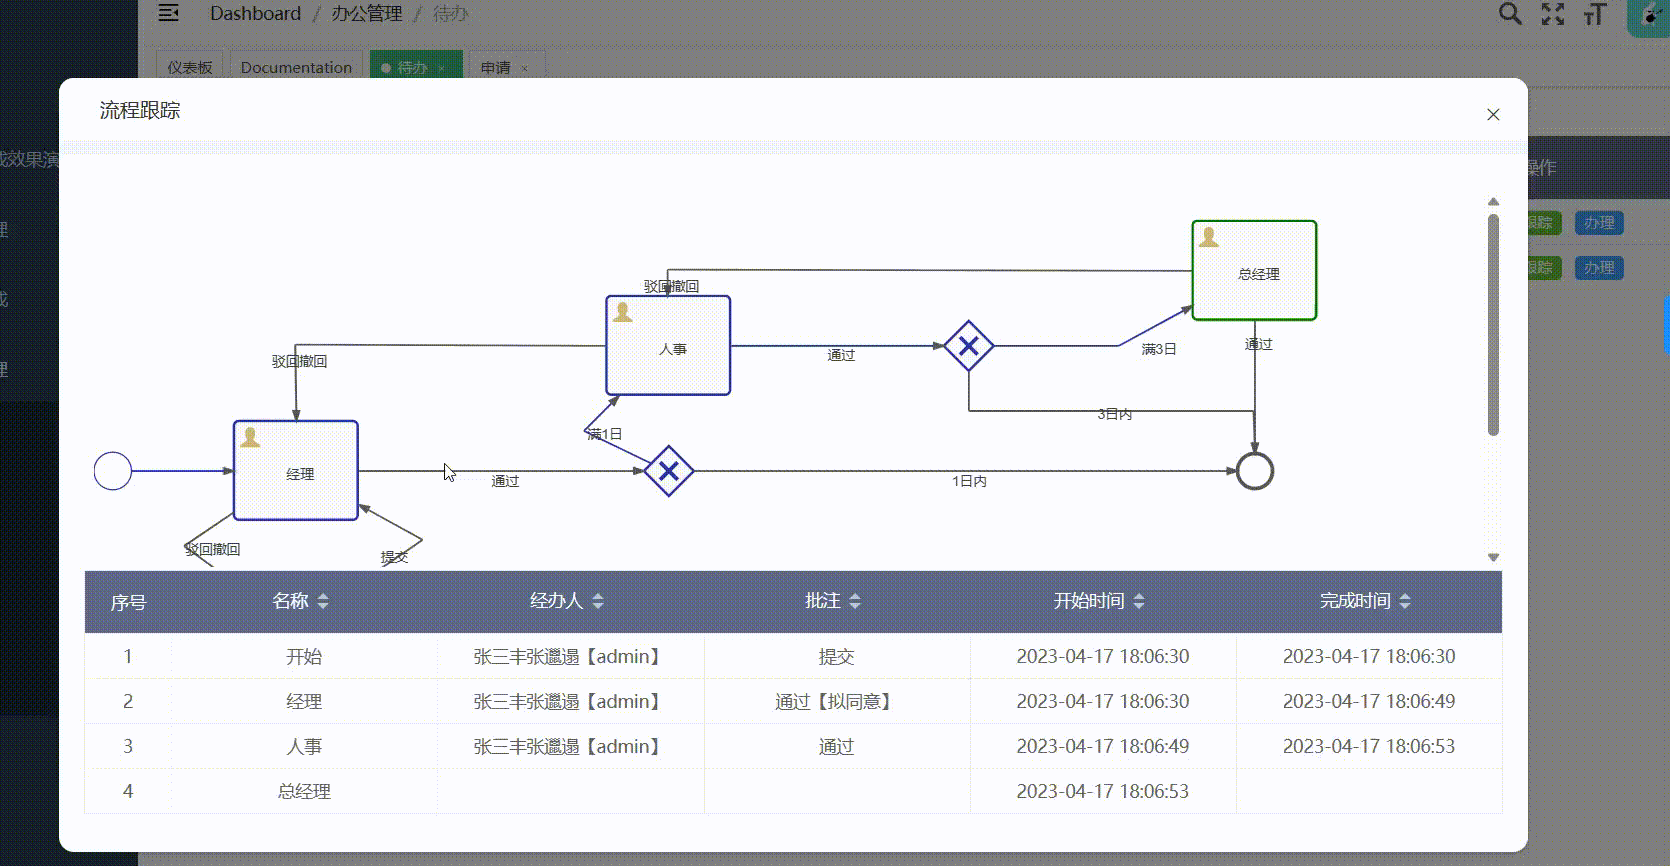 Dashboard / 办公管理 / 待办
仪表板 Documentation 待办 × 申请 ×
流程跟踪
成效果演
操作
理
跟踪 办理
跟踪 办理
成
理
总经理
驳回撤回
人事
通过
满3日
通过
驳回撤回
3日内
满1日
经理
通过
1日内
驳回撤回
提交
序号 名称 经办人 批注 开始时间 完成时间
1 开始 张三丰张邋遢【admin】 提交 2023-04-17 18:06:30 2023-04-17 18:06:30
2 经理 张三丰张邋遢【admin】 通过【拟同意】 2023-04-17 18:06:30 2023-04-17 18:06:49
3 人事 张三丰张邋遢【admin】 通过 2023-04-17 18:06:49 2023-04-17 18:06:53
4 总经理 2023-04-17 18:06:53